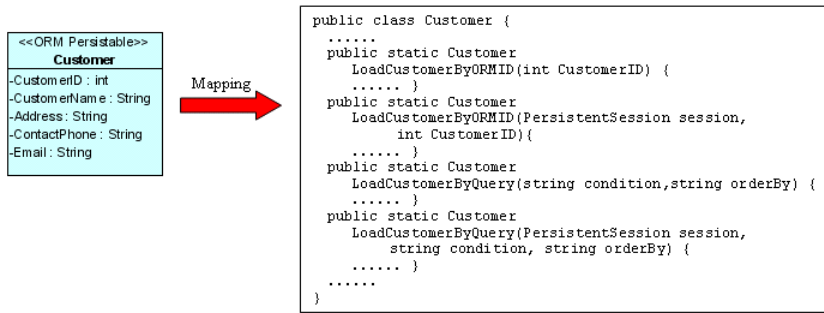 <<ORM Persistable>>
Customer
-CustomerID : int
-CustomerName : String
-Address : String
-ContactPhone : String
-Email : String
Mapping
public class Customer {
......
public static Customer
LoadCustomerByORMID(int CustomerID) {
...... }
public static Customer
LoadCustomerByORMID(PersistentSession session,
int CustomerID){
...... }
public static Customer
LoadCustomerByQuery(string condition,string orderBy) {
...... }
public static Customer
LoadCustomerByQuery(PersistentSession session,
string condition, string orderBy) {
...... }
......
}